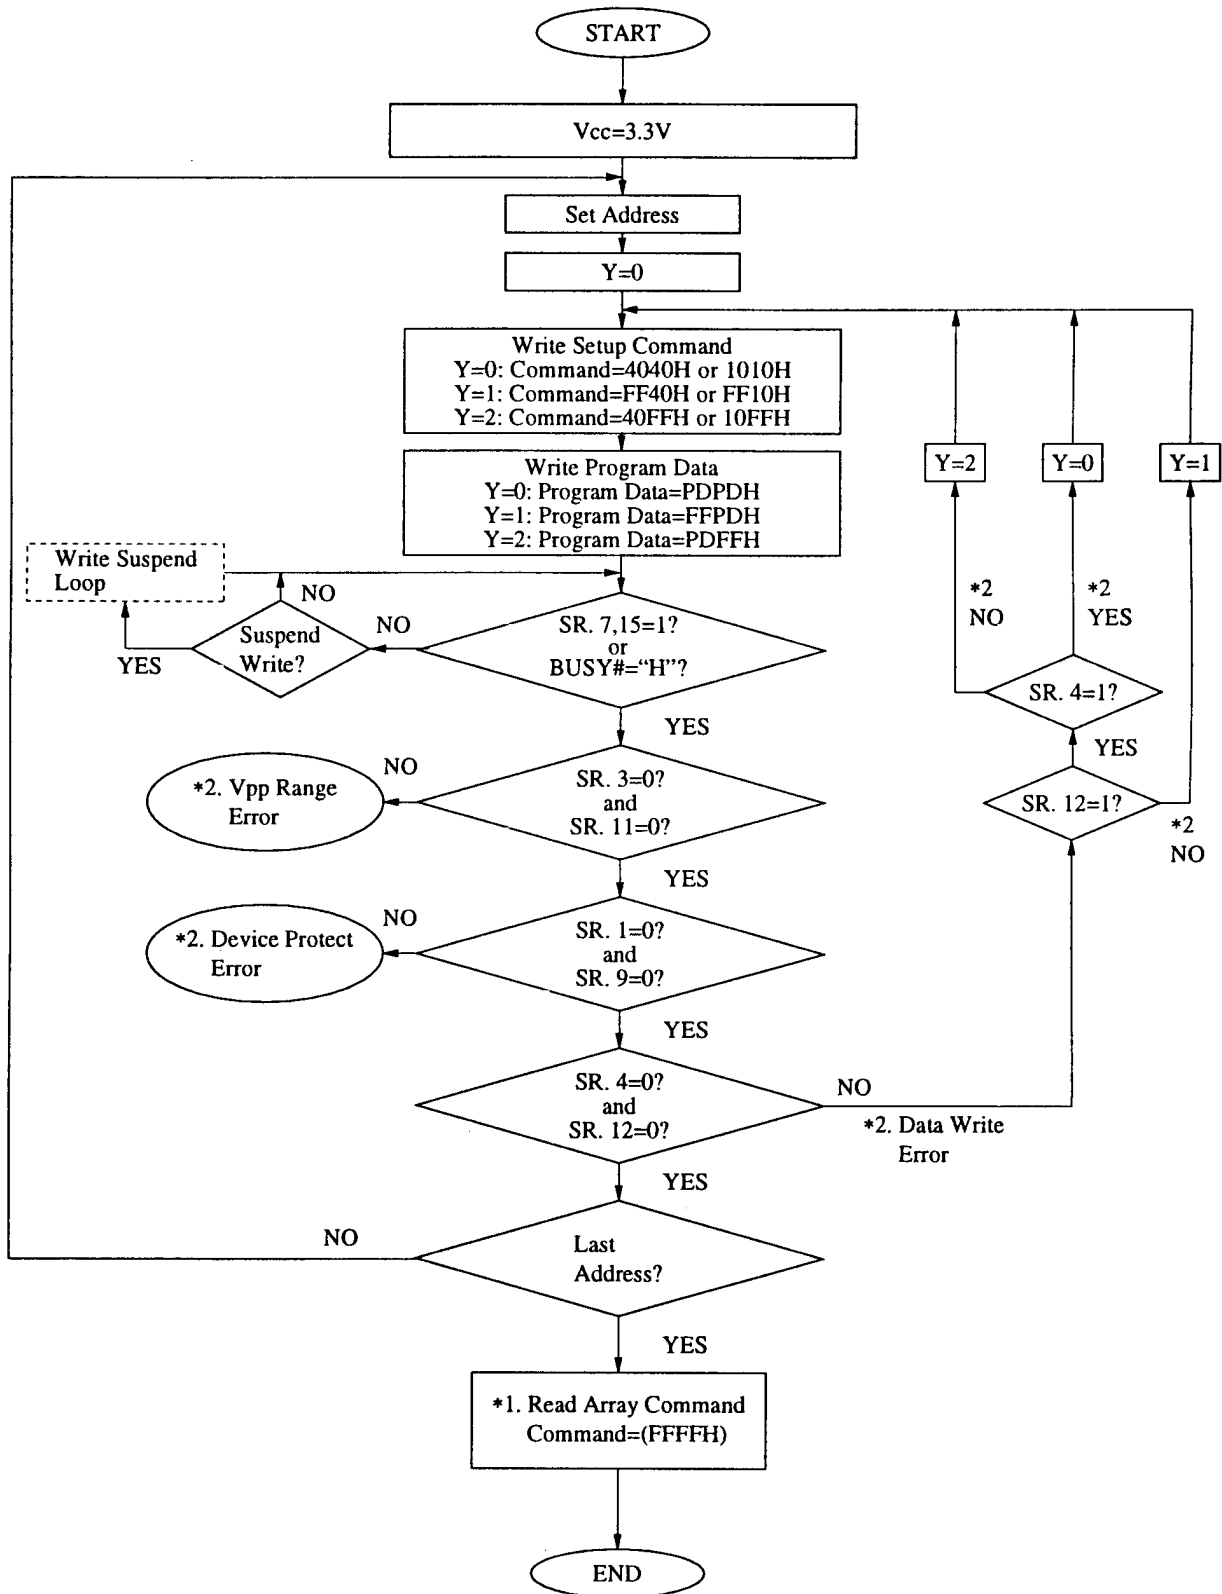 START
Vcc=3.3V
Set Address
Y=0
Write Setup Command
Y=0: Command=4040H or 1010H
Y=1: Command=FF40H or FF10H
Y=2: Command=40FFH or 10FFH
Y=2
Y=0
Y=1
Write Program Data
Y=0: Program Data=PDPDH
Y=1: Program Data=FFPDH
Y=2: Program Data=PDFFH
Write Suspend
Loop
NO
*2
NO
*2
YES
Suspend
Write?
YES
NO
SR. 7,15=1?
or
BUSY#=“H”?
YES
SR. 4=1?
YES
SR. 12=1?
*2
NO
*2. Vpp Range
Error
NO
SR. 3=0?
and
SR. 11=0?
YES
*2. Device Protect
Error
NO
SR. 1=0?
and
SR. 9=0?
YES
SR. 4=0?
and
SR. 12=0?
NO
*2. Data Write
Error
YES
NO
Last
Address?
YES
*1. Read Array Command
Command=(FFFFH)
END